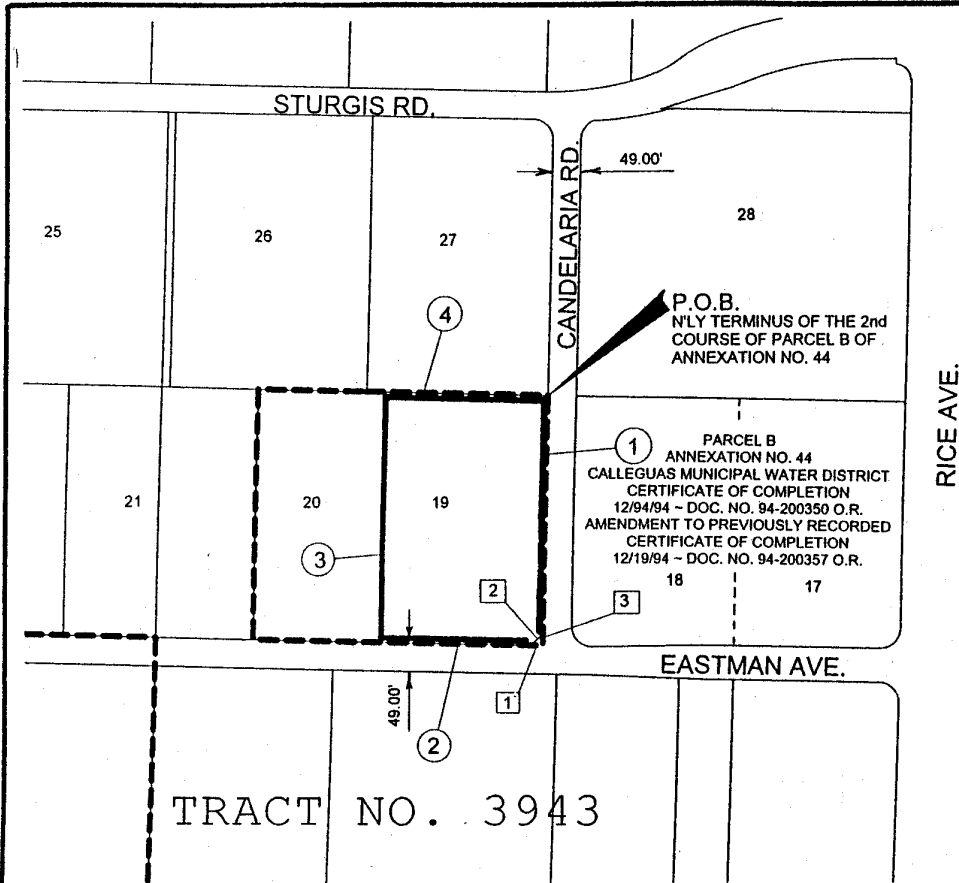 STURGIS RD.
CANDELARIA RD.
49.00'
25
26
27
28
4
P.O.B.
N'LY TERMINUS OF THE 2nd
COURSE OF PARCEL B OF
ANNEXATION NO. 44
RICE AVE.
1
PARCEL B
ANNEXATION NO. 44
CALLEGUAS MUNICIPAL WATER DISTRICT
CERTIFICATE OF COMPLETION
12/94/94 ~ DOC. NO. 94-200350 O.R.
AMENDMENT TO PREVIOUSLY RECORDED
CERTIFICATE OF COMPLETION
12/19/94 ~ DOC. NO. 94-200357 O.R.
18
17
21
20
19
3
2
3
EASTMAN AVE.
1
49.00'
2
TRACT NO. 3943